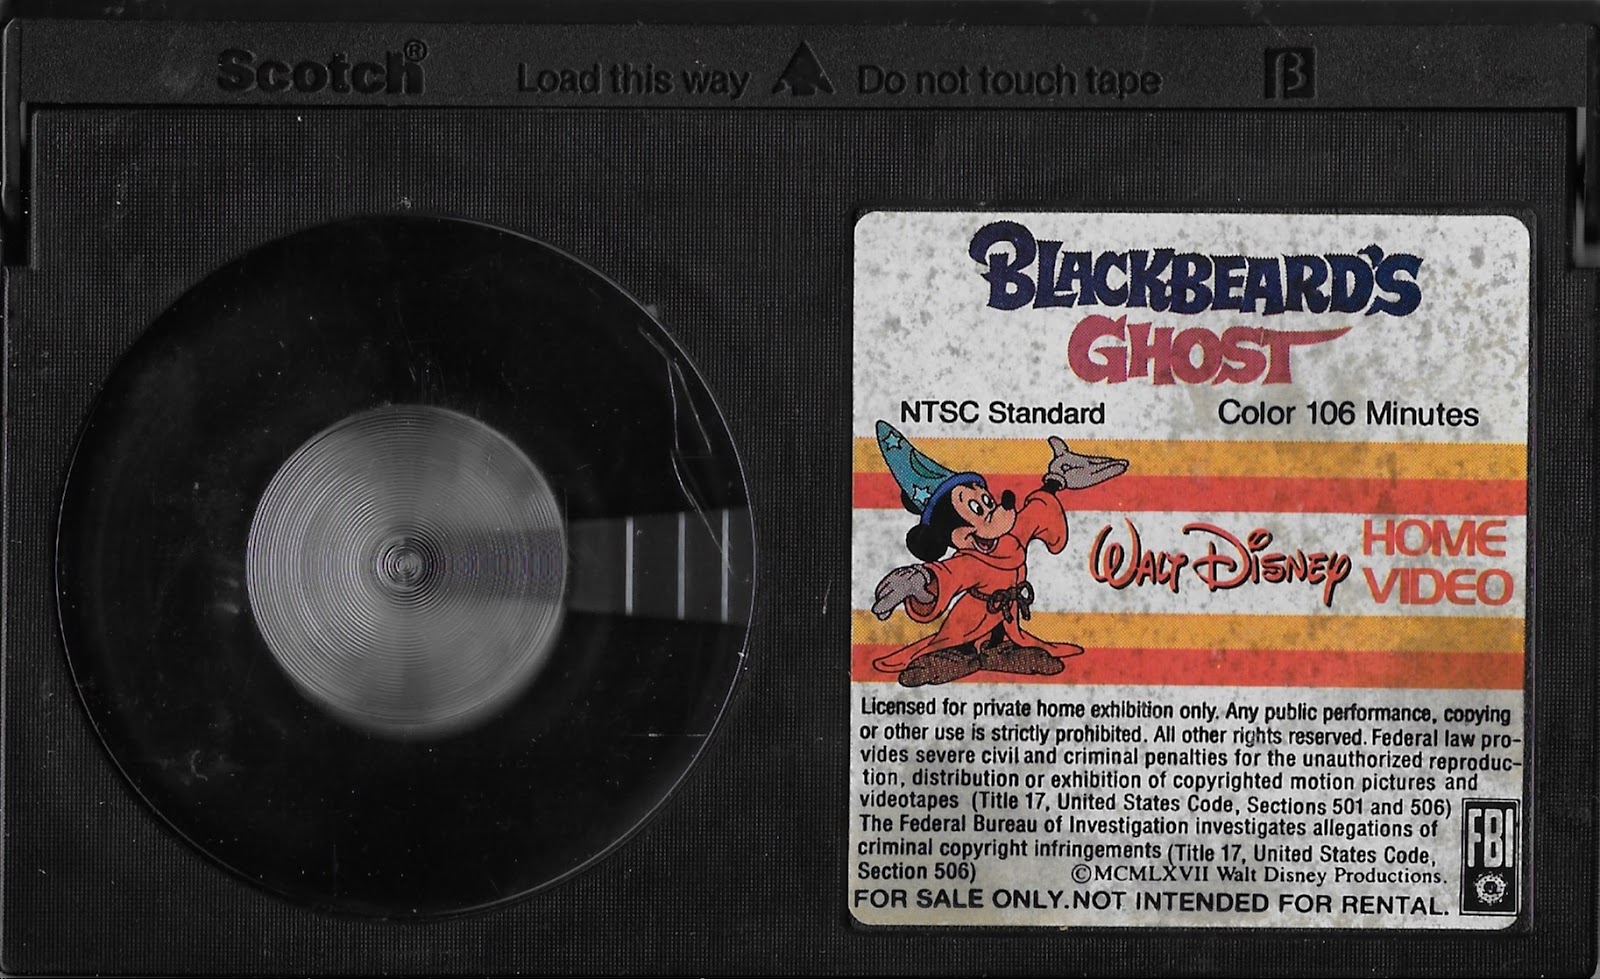 Scotch®
Load this way Do not touch tape β
BLACKBEARD'S
GHOST
NTSC Standard Color 106 Minutes
WALT DISNEY HOME
VIDEO
Licensed for private home exhibition only. Any public performance, copying
or other use is strictly prohibited. All other rights reserved. Federal law pro-
vides severe civil and criminal penalties for the unauthorized reproduc-
tion, distribution or exhibition of copyrighted motion pictures and
videotapes (Title 17, United States Code, Sections 501 and 506)
The Federal Bureau of Investigation investigates allegations of
criminal copyright infringements (Title 17, United States Code,
Section 506) ©MCMLXVII Walt Disney Productions.
FOR SALE ONLY. NOT INTENDED FOR RENTAL.
FBI